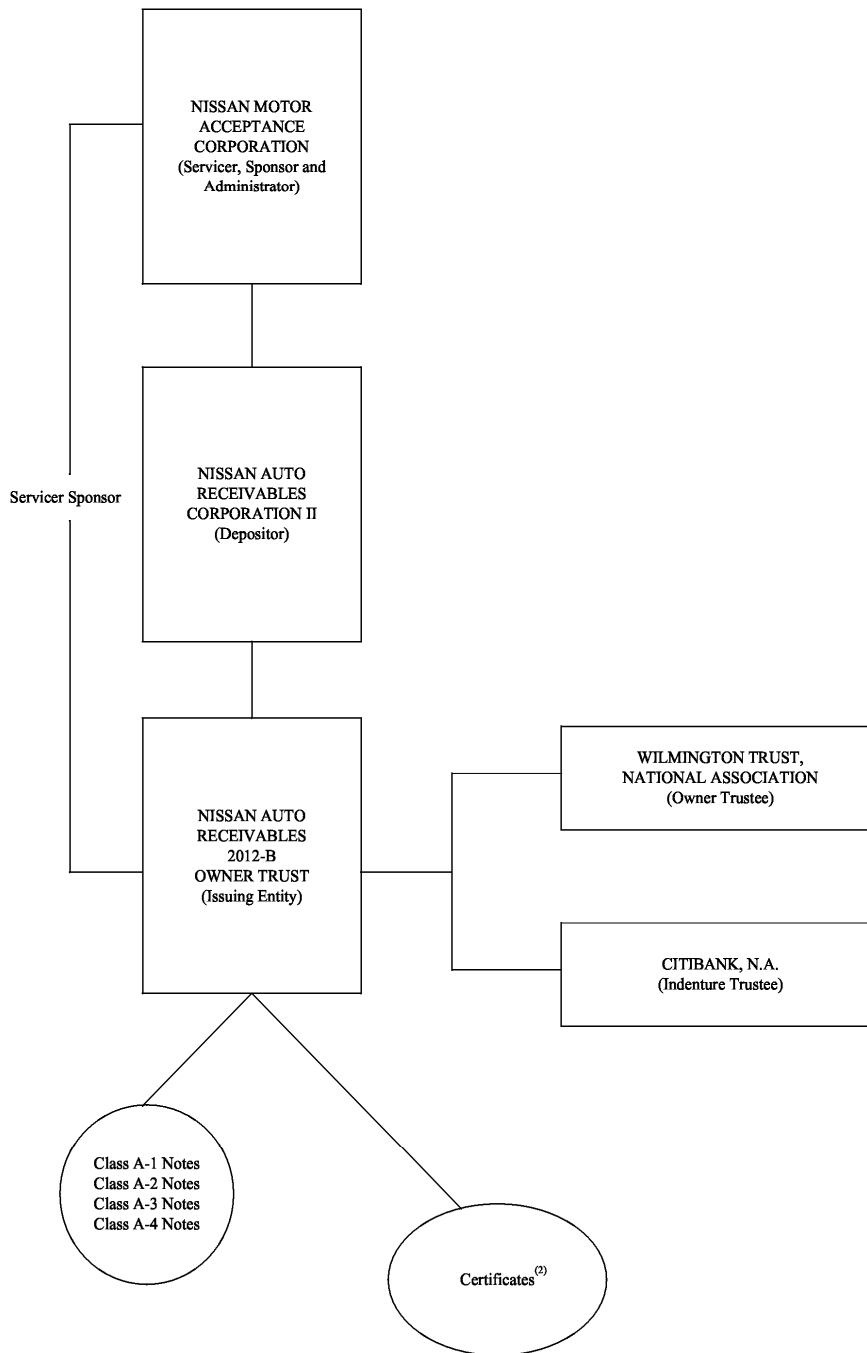 NISSAN MOTOR
ACCEPTANCE
CORPORATION
(Servicer, Sponsor and
Administrator)
Servicer Sponsor
NISSAN AUTO
RECEIVABLES
CORPORATION II
(Depositor)
NISSAN AUTO
RECEIVABLES
2012-B
OWNER TRUST
(Issuing Entity)
WILMINGTON TRUST,
NATIONAL ASSOCIATION
(Owner Trustee)
CITIBANK, N.A.
(Indenture Trustee)
Class A-1 Notes
Class A-2 Notes
Class A-3 Notes
Class A-4 Notes
Certificates(2)